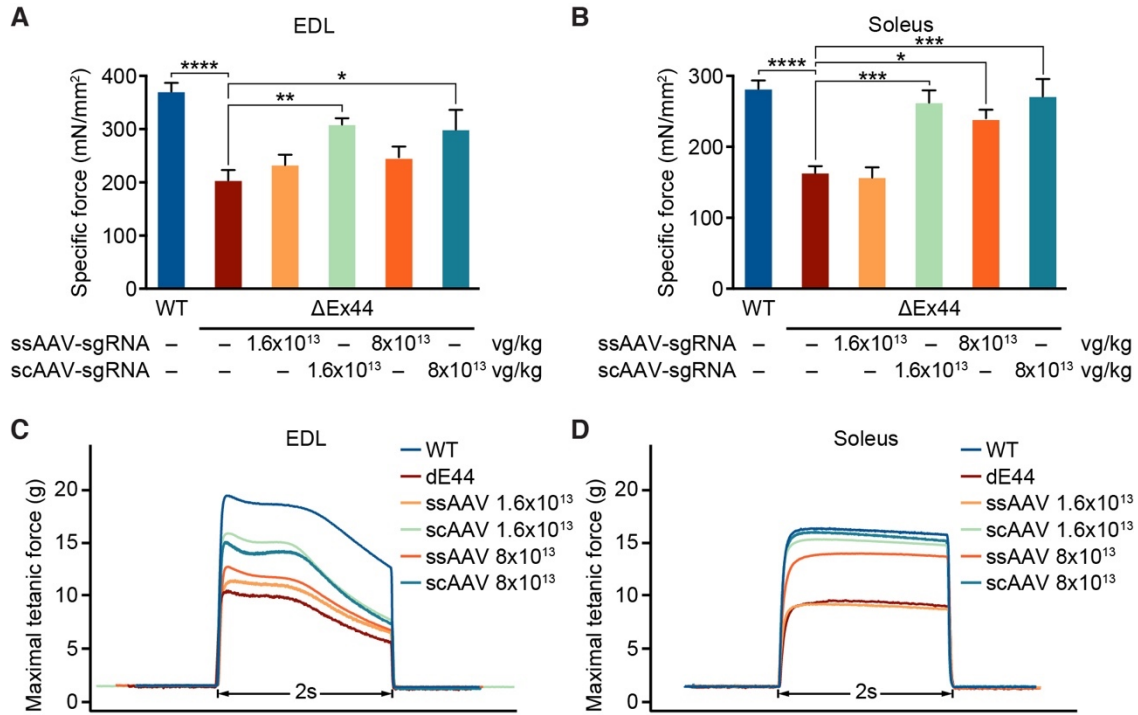 A
EDL
Specific force (mN/mm²)
400
300
200
100
0
****
**
*
WT
ΔEx44
ssAAV-sgRNA – – 1.6x10¹³ – 8x10¹³ – vg/kg
scAAV-sgRNA – – – 1.6x10¹³ – 8x10¹³ vg/kg
B
Soleus
Specific force (mN/mm²)
300
200
100
0
****
***
*
***
WT
ΔEx44
ssAAV-sgRNA – – 1.6x10¹³ – 8x10¹³ – vg/kg
scAAV-sgRNA – – – 1.6x10¹³ – 8x10¹³ vg/kg
C
EDL
Maximal tetanic force (g)
20
15
10
5
0
WT
dE44
ssAAV 1.6x10¹³
scAAV 1.6x10¹³
ssAAV 8x10¹³
scAAV 8x10¹³
2s
D
Soleus
Maximal tetanic force (g)
20
15
10
5
0
WT
dE44
ssAAV 1.6x10¹³
scAAV 1.6x10¹³
ssAAV 8x10¹³
scAAV 8x10¹³
2s